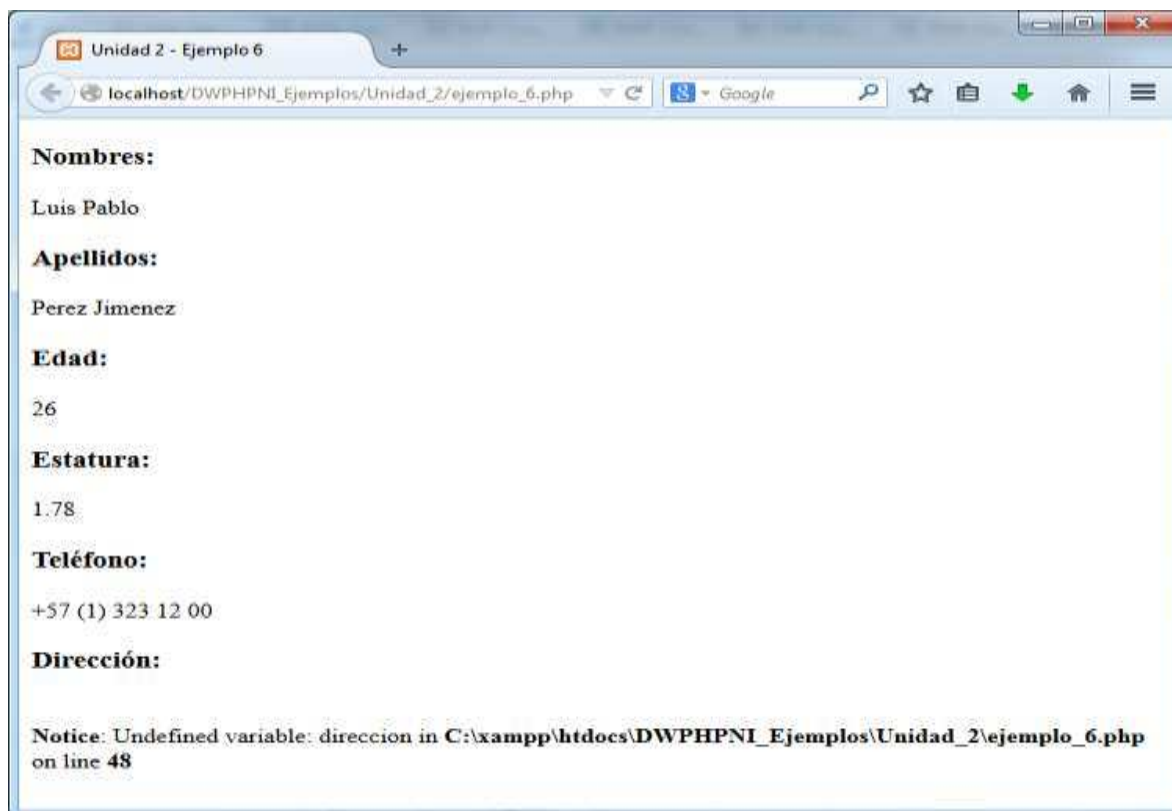 Unidad 2 - Ejemplo 6
localhost/DWPHPNI_Ejemplos/Unidad_2/ejemplo_6.php
Google
Nombres:
Luis Pablo
Apellidos:
Perez Jimenez
Edad:
26
Estatura:
1.78
Teléfono:
+57 (1) 323 12 00
Dirección:
Notice: Undefined variable: direccion in C:\xampp\htdocs\DWPHPNI_Ejemplos\Unidad_2\ejemplo_6.php
on line 48